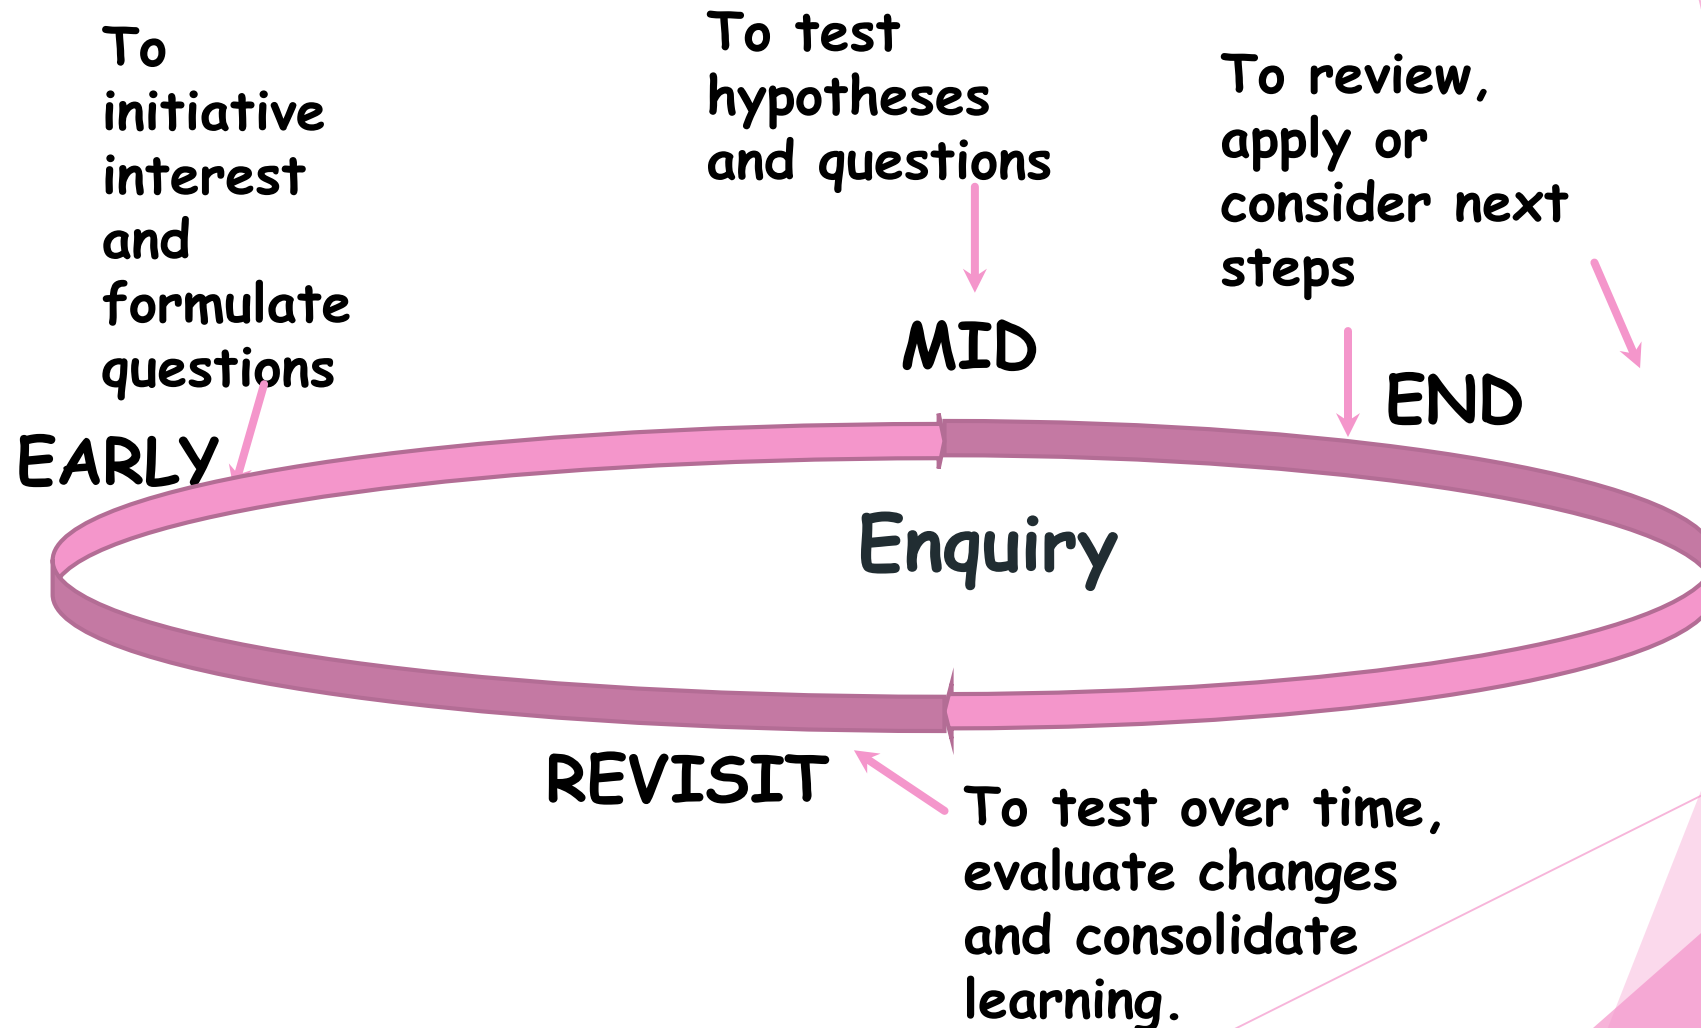 To
initiative
interest
and
formulate
questions
To test
hypotheses
and questions
To review,
apply or
consider next
steps
MID
END
EARLY
Enquiry
REVISIT
To test over time,
evaluate changes
and consolidate
learning.